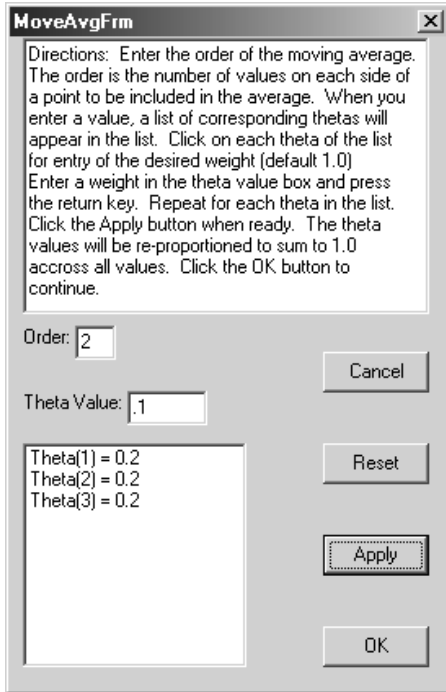 MoveAvgFrm
Directions:  Enter the order of the moving average.
The order is the number of values on each side of
a point to be included in the average.  When you
enter a value, a list of corresponding thetas will
appear in the list.  Click on each theta of the list
for entry of the desired weight (default 1.0)
Enter a weight in the theta value box and press
the return key.  Repeat for each theta in the list.
Click the Apply button when ready.  The theta
values will be re-proportioned to sum to 1.0
accross all values.  Click the OK button to
continue.
Order: 2
Cancel
Theta Value: .1
Theta(1) = 0.2
Theta(2) = 0.2
Theta(3) = 0.2
Reset
Apply
OK